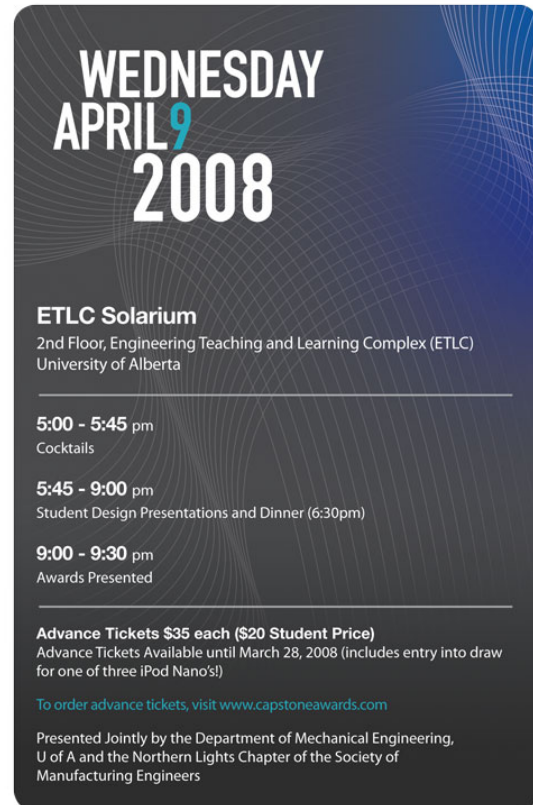 WEDNESDAY
APRIL9
2008
ETLC Solarium
2nd Floor, Engineering Teaching and Learning Complex (ETLC)
University of Alberta
5:00 - 5:45 pm
Cocktails
5:45 - 9:00 pm
Student Design Presentations and Dinner (6:30pm)
9:00 - 9:30 pm
Awards Presented
Advance Tickets $35 each ($20 Student Price)
Advance Tickets Available until March 28, 2008 (includes entry into draw
for one of three iPod Nano's!)
To order advance tickets, visit www.capstoneawards.com
Presented Jointly by the Department of Mechanical Engineering,
U of A and the Northern Lights Chapter of the Society of
Manufacturing Engineers